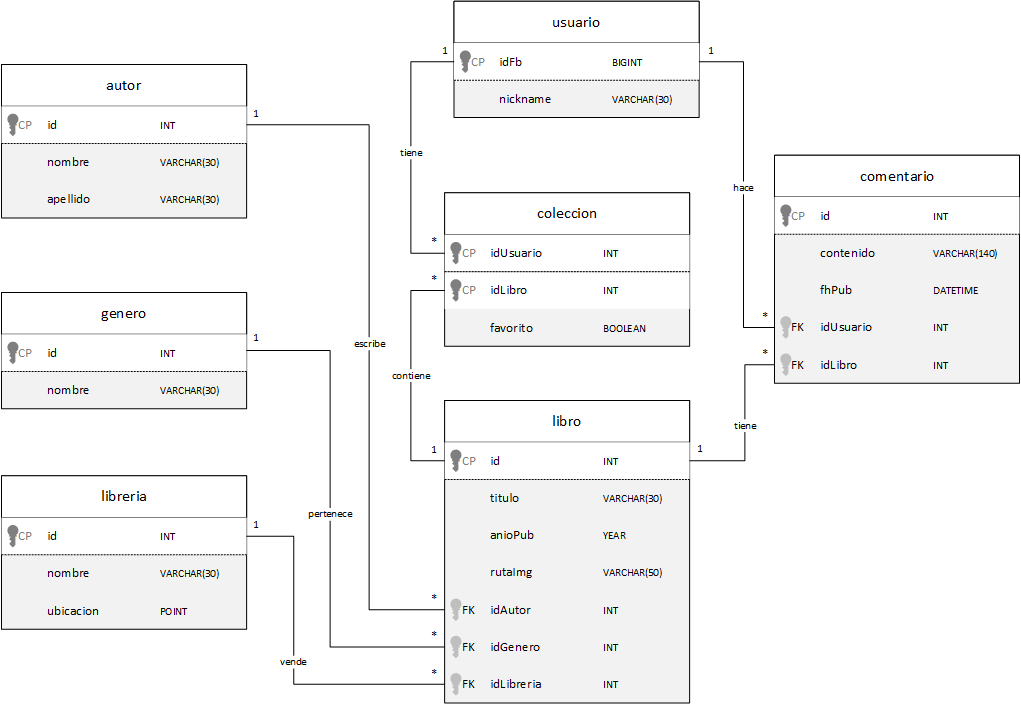 usuario
CP idFb BIGINT
nickname VARCHAR(30)
autor
CP id INT
nombre VARCHAR(30)
apellido VARCHAR(30)
1
1
1
tiene
hace
comentario
CP id INT
contenido VARCHAR(140)
fhPub DATETIME
FK idUsuario INT
FK idLibro INT
*
*
coleccion
CP idUsuario INT
CP idLibro INT
favorito BOOLEAN
*
*
genero
CP id INT
nombre VARCHAR(30)
1
escribe
contiene
libro
CP id INT
titulo VARCHAR(30)
anioPub YEAR
rutaImg VARCHAR(50)
FK idAutor INT
FK idGenero INT
FK idLibreria INT
1
1
tiene
libreria
CP id INT
nombre VARCHAR(30)
ubicacion POINT
1
pertenece
vende
*
*
*